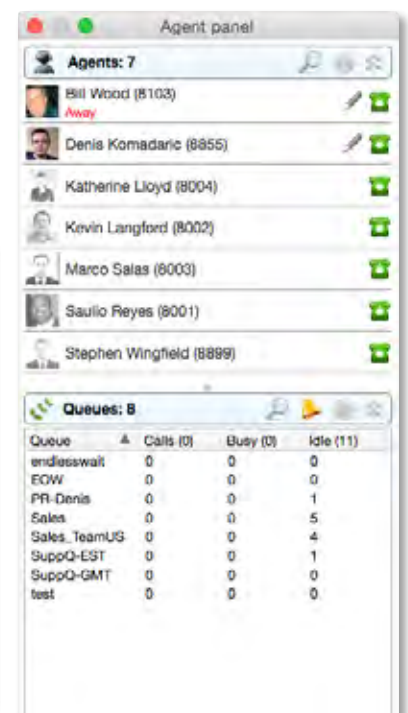 Agent panel
Agents: 7
Bill Wood (8103)
Away
Denis Komadaric (8855)
Katherine Lloyd (8004)
Kevin Langford (8002)
Marco Salas (8003)
Saulio Reyes (8001)
Stephen Wingfield (8899)
Queues: 8
Queue Calls (0) Busy (0) Idle (11)
endlesswait 0 0 0
EOW 0 0 0
PR-Denis 0 0 1
Sales 0 0 5
Sales_TeamUS 0 0 4
SuppQ-EST 0 0 1
SuppQ-GMT 0 0 0
test 0 0 0